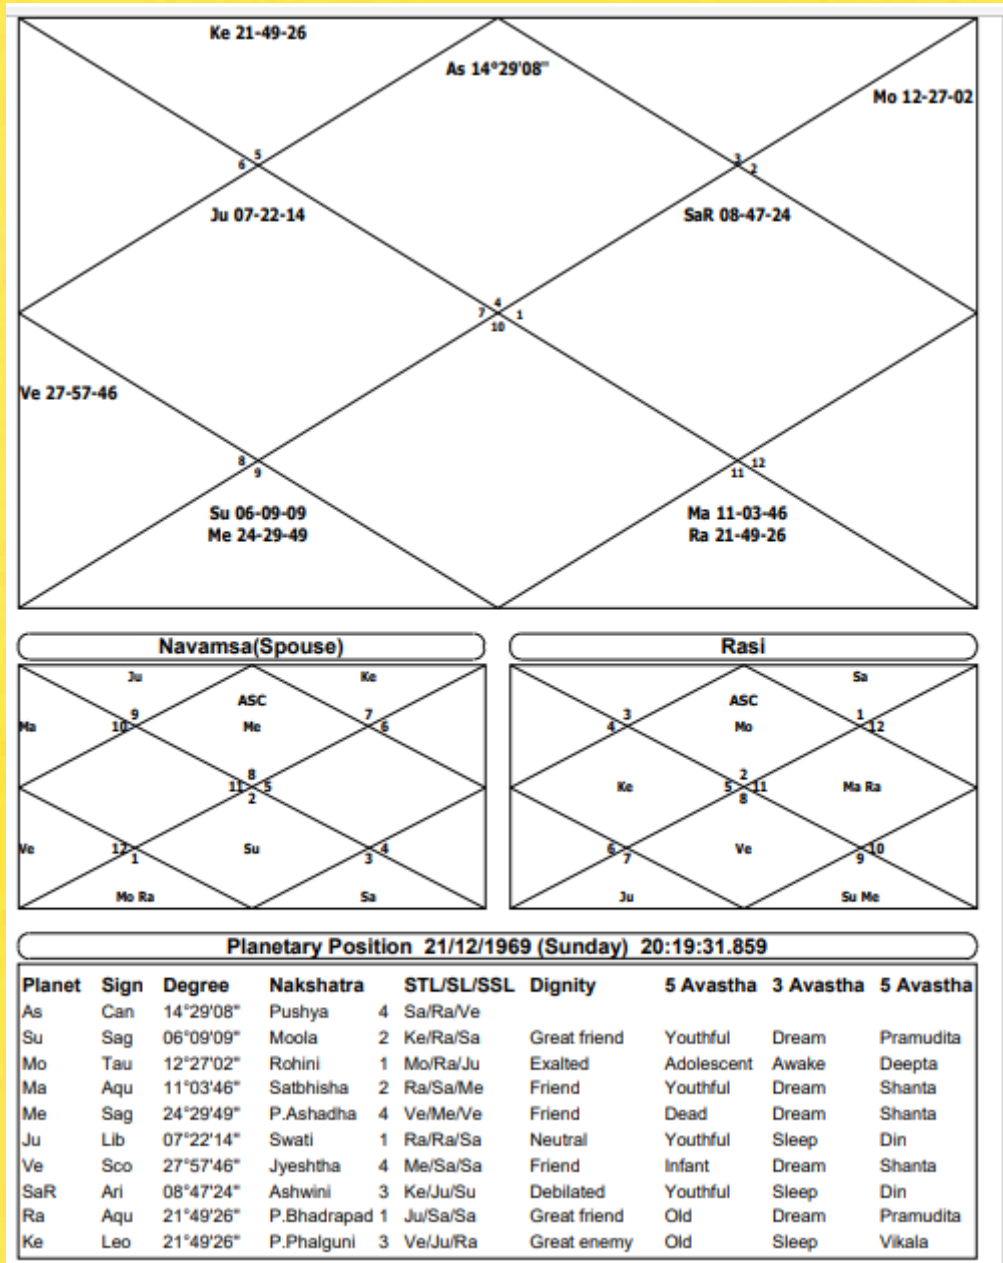 Ke 21-49-26
As 14°29'08"
Mo 12-27-02
5
6
3
2
Ju 07-22-14
SaR 08-47-24
4
7 1
10
Ve 27-57-46
8
9
12
11
Su 06-09-09
Me 24-29-49
Ma 11-03-46
Ra 21-49-26
Navamsa(Spouse)
Ju
Ke
ASC
9
7
Ma
10
Me
6
8
11 5
2
Ve
12
Su
4
1
3
Mo Ra
Sa
Rasi
Sa
ASC
3
1
4
Mo
12
2
Ke
5 11
Ma Ra
8
6
Ve
10
7
9
Ju
Su Me
Planetary Position 21/12/1969 (Sunday) 20:19:31.859
Planet Sign Degree Nakshatra STL/SL/SSL Dignity 5 Avastha 3 Avastha 5 Avastha
As Can 14°29'08" Pushya 4 Sa/Ra/Ve
Su Sag 06°09'09" Moola 2 Ke/Ra/Sa Great friend Youthful Dream Pramudita
Mo Tau 12°27'02" Rohini 1 Mo/Ra/Ju Exalted Adolescent Awake Deepta
Ma Aqu 11°03'46" Satbhisha 2 Ra/Sa/Me Friend Youthful Dream Shanta
Me Sag 24°29'49" P.Ashadha 4 Ve/Me/Ve Friend Dead Dream Shanta
Ju Lib 07°22'14" Swati 1 Ra/Ra/Sa Neutral Youthful Sleep Din
Ve Sco 27°57'46" Jyeshtha 4 Me/Sa/Sa Friend Infant Dream Shanta
SaR Ari 08°47'24" Ashwini 3 Ke/Ju/Su Debilated Youthful Sleep Din
Ra Aqu 21°49'26" P.Bhadrapad 1 Ju/Sa/Sa Great friend Old Dream Pramudita
Ke Leo 21°49'26" P.Phalguni 3 Ve/Ju/Ra Great enemy Old Sleep Vikala